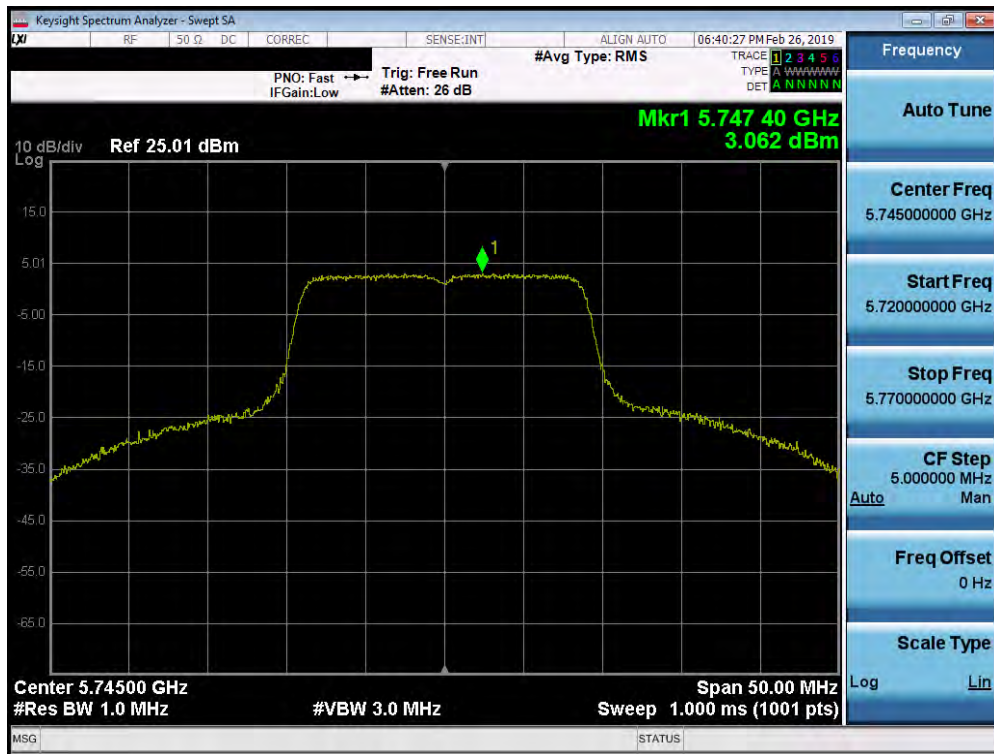 Keysight Spectrum Analyzer - Swept SA
LXI RF 50 Ω DC CORREC SENSE:INT ALIGN AUTO 06:40:27 PM Feb 26, 2019
#Avg Type: RMS
TRACE 1 2 3 4 5 6
TYPE A WWWWW
DET A N N N N N
PNO: Fast
IFGain:Low
Trig: Free Run
#Atten: 26 dB
Mkr1 5.747 40 GHz
3.062 dBm
10 dB/div
Log
Ref 25.01 dBm
15.0
5.01
-5.00
-15.0
-25.0
-35.0
-45.0
-55.0
-65.0
1
Center 5.74500 GHz
#Res BW 1.0 MHz
#VBW 3.0 MHz
Span 50.00 MHz
Sweep 1.000 ms (1001 pts)
MSG
STATUS
Frequency
Auto Tune
Center Freq
5.745000000 GHz
Start Freq
5.720000000 GHz
Stop Freq
5.770000000 GHz
CF Step
5.000000 MHz
Auto Man
Freq Offset
0 Hz
Scale Type
Log Lin